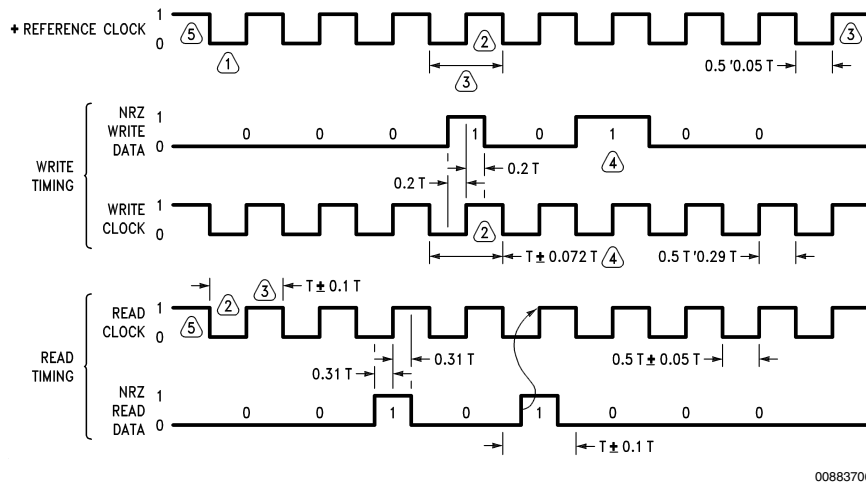 + REFERENCE CLOCK 1 0 5 1 3 2 0.5 '0.05 T 3
WRITE TIMING
NRZ WRITE DATA 1 0
0 0 0 1 0 1 0 0
4
0.2 T
0.2 T
WRITE CLOCK 1 0
2
T ± 0.072 T 4 0.5 T '0.29 T
READ TIMING
2 3 T ± 0.1 T
READ CLOCK 1 0
5
0.31 T
0.31 T
0.5 T ± 0.05 T
NRZ READ DATA 1 0
0 0 1 0 1 0 0 0
T ± 0.1 T